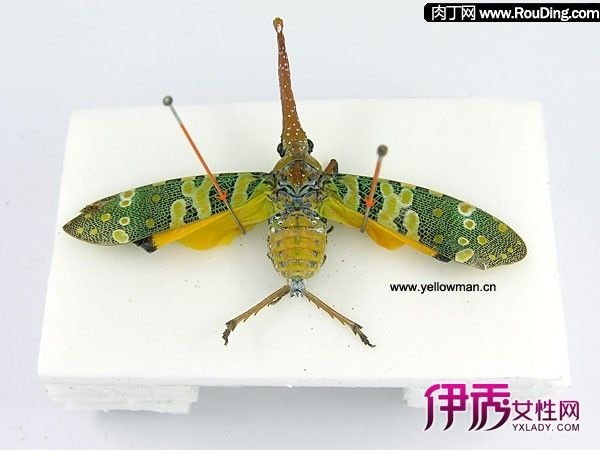 肉丁网 www.RouDing.com
www.yellowman.cn
伊秀女性网
YXLADY.COM